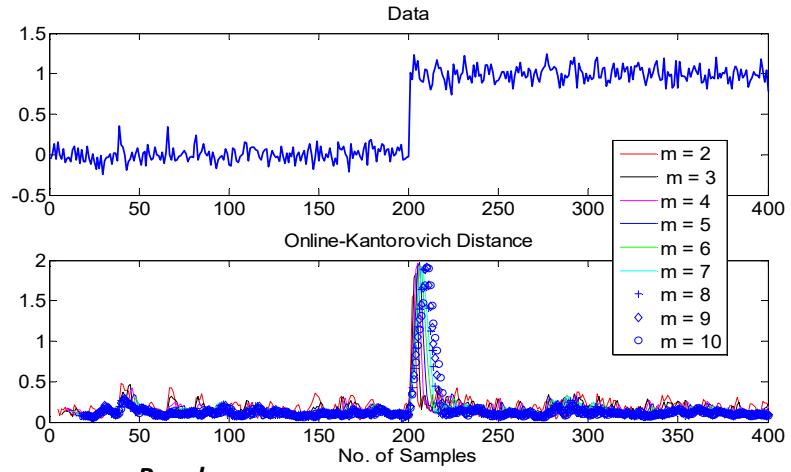 Data
1.5
1
0.5
0
-0.5
0 50 100 150 200 250 300 350 400
m = 2
m = 3
m = 4
m = 5
m = 6
m = 7
m = 8
m = 9
m = 10
Online-Kantorovich Distance
2
1.5
1
0.5
0
0 50 100 150 200 250 300 350 400
No. of Samples